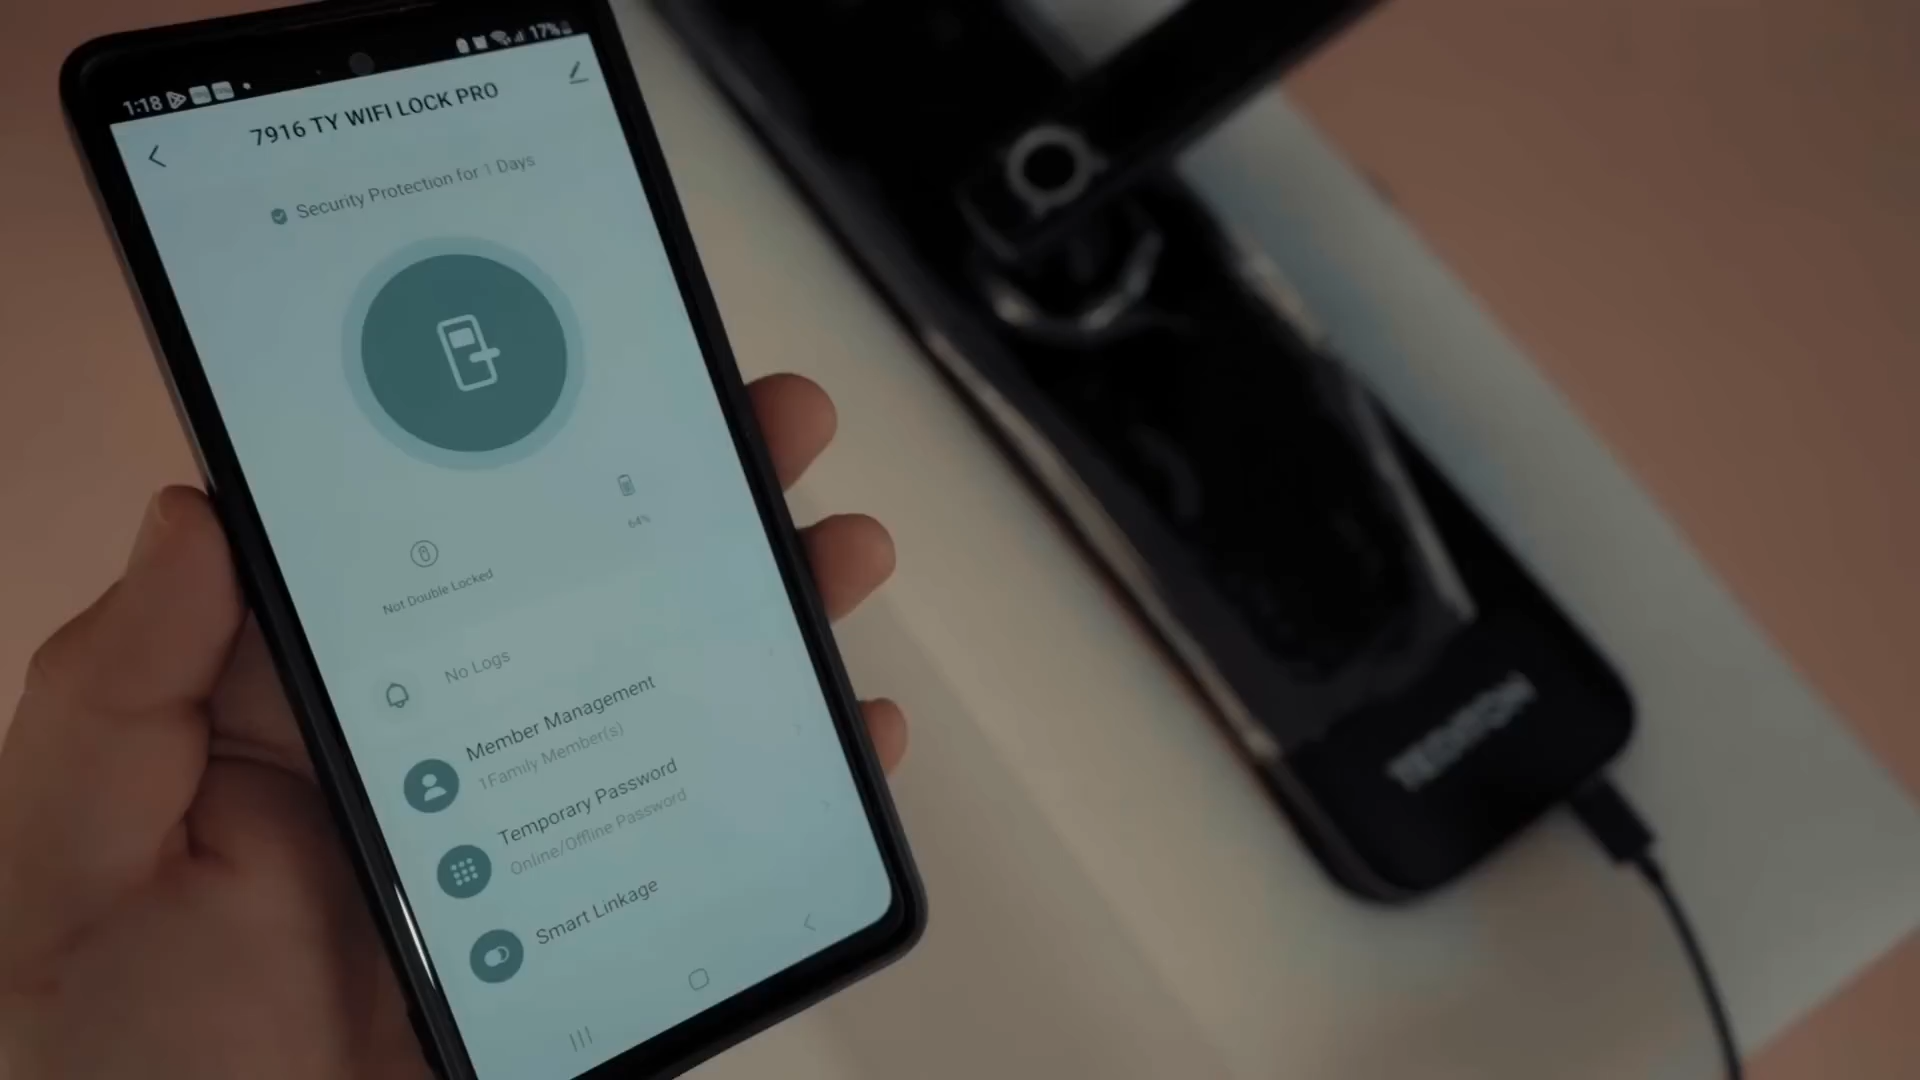 1:18
17%
7916 TY WIFI LOCK PRO
Security Protection for 1 Days
64%
Not Double Locked
No Logs
Member Management
1Family Member(s)
Temporary Password
Online/Offline Password
Smart Linkage